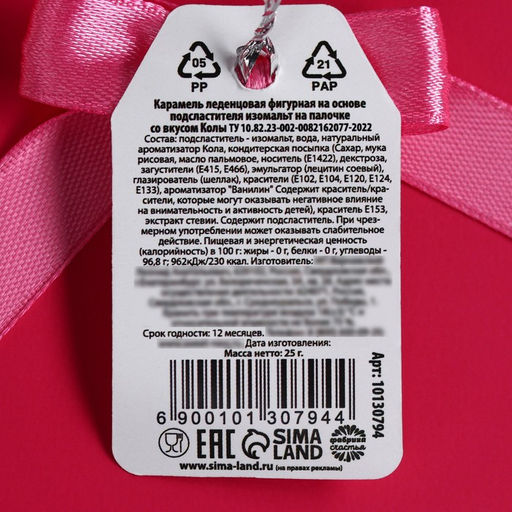 05
PP
21
PAP
Карамель леденцовая фигурная на основе
подсластителя изомальт на палочке
со вкусом Колы ТУ 10.82.23-002-0082162077-2022
Состав: подсластитель - изомальт, вода, натуральный
ароматизатор Кола, кондитерская посыпка (Сахар, мука
рисовая, масло пальмовое, носитель (Е1422), декстроза,
загустители (Е415, Е466), эмульгатор (лецитин соевый),
глазирователь (шеллак), красители (Е102, Е104, Е120, Е124,
Е133), ароматизатор "Ванилин" Содержит краситель/кра-
сители, которые могут оказывать негативное влияние
на внимательность и активность детей), краситель Е153,
экстракт стевии. Содержит подсластитель. При чрез-
мерном употреблении может оказывать слабительное
действие. Пищевая и энергетическая ценность
(калорийность) в 100 г: жиры - 0 г, белки - 0 г, углеводы -
96,8 г; 962кДж/230 ккал. Изготовитель:
Срок годности: 12 месяцев.
Дата изготовления:
Масса нетто: 25 г.
6 900101 307944
Арт: 10130794
EAC
SIMA
LAND
фабрика
счастья
www.sima-land.ru (на правах рекламы)